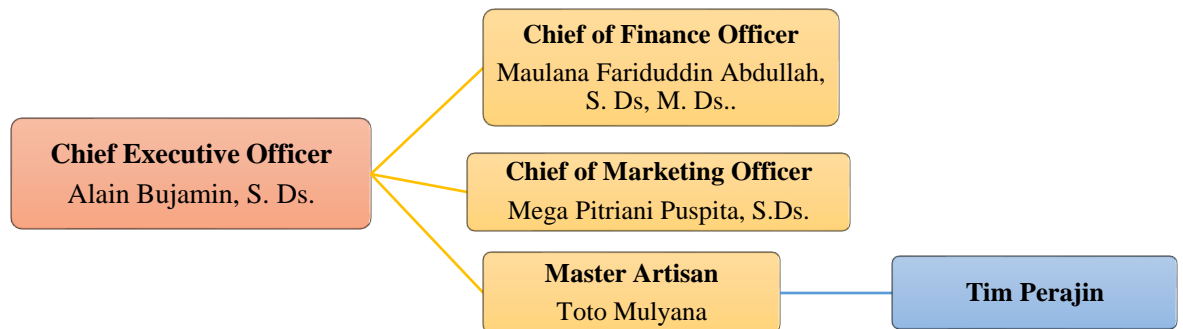 Chief of Finance Officer
Maulana Fariduddin Abdullah,
S. Ds, M. Ds..
Chief Executive Officer
Alain Bujamin, S. Ds.
Chief of Marketing Officer
Mega Pitriani Puspita, S.Ds.
Master Artisan
Toto Mulyana
Tim Perajin